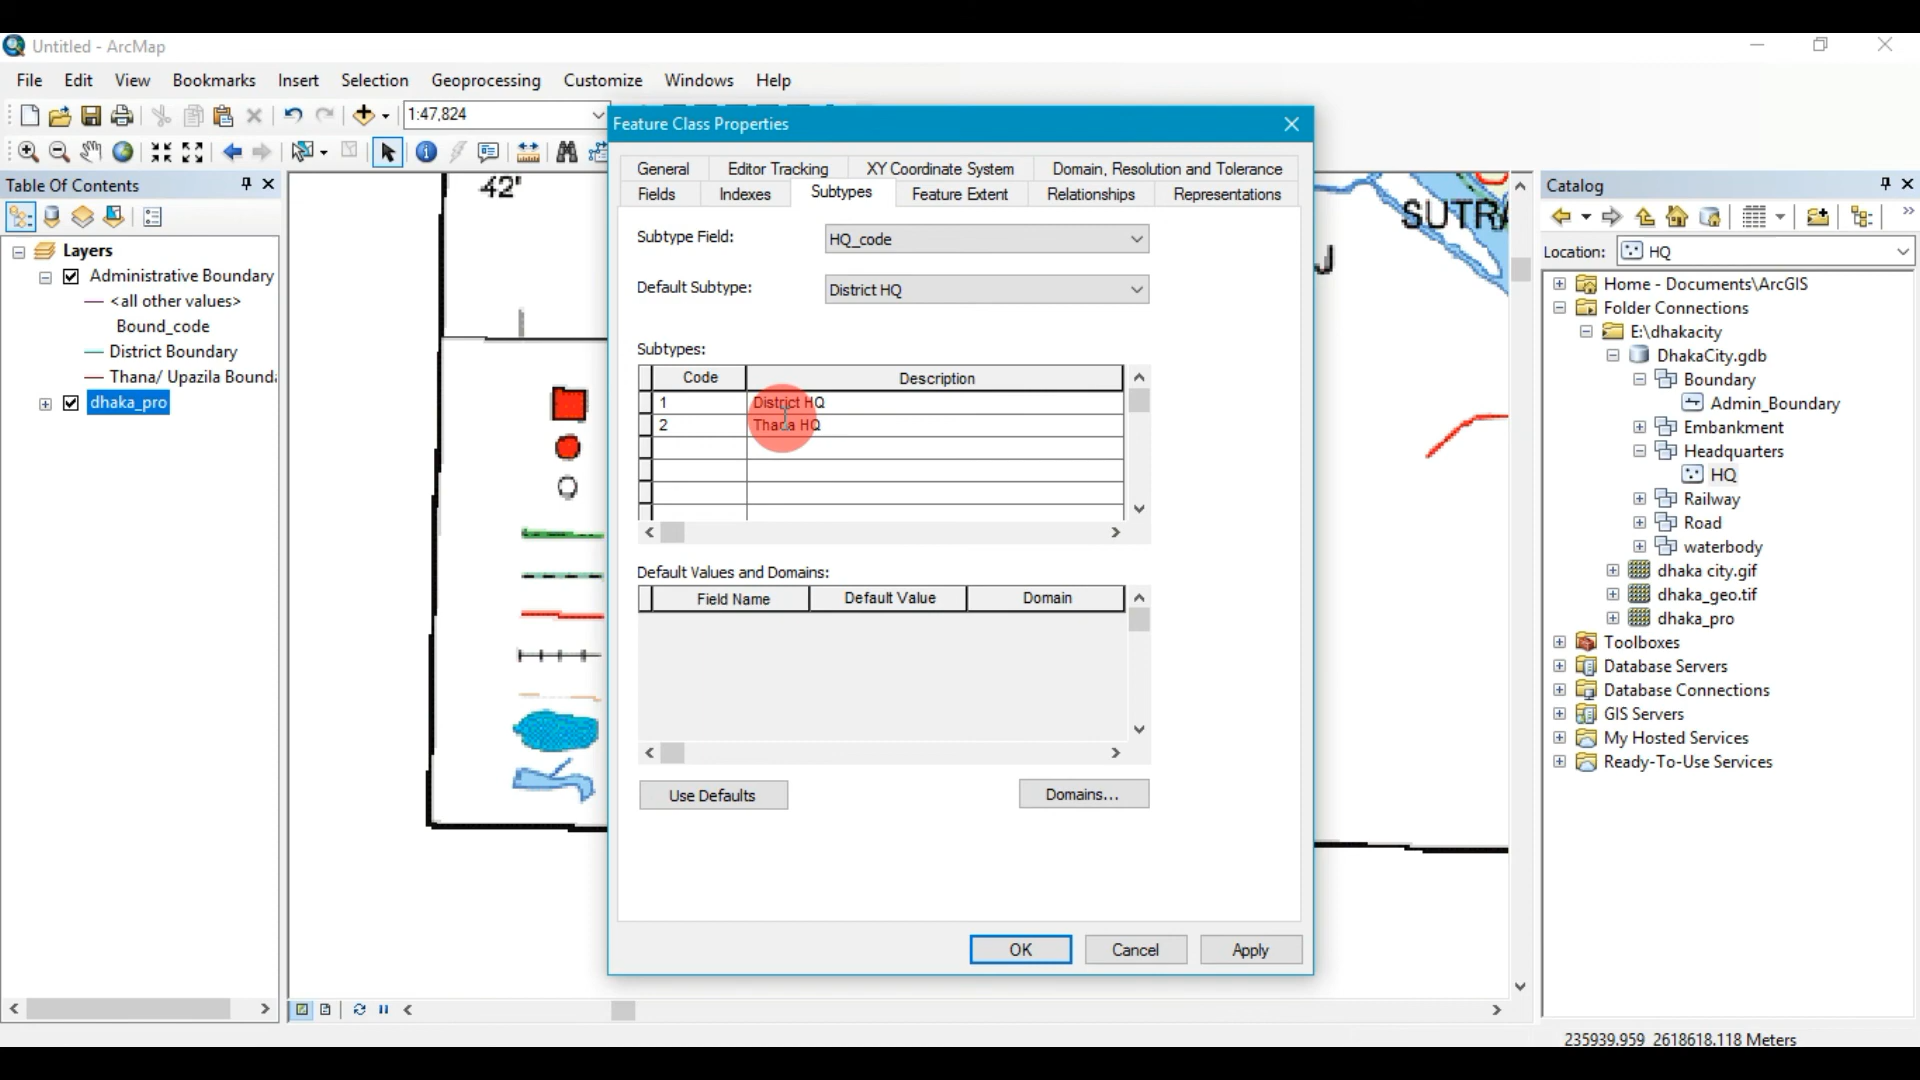 Untitled - ArcMap
File Edit View Bookmarks Insert Selection Geoprocessing Customize Windows Help
1:47,824
Table Of Contents
Layers
Administrative Boundary
<all other values>
Bound_code
District Boundary
Thana/ Upazila Bound
dhaka_pro
42'
SUTR
Feature Class Properties
General Editor Tracking XY Coordinate System Domain, Resolution and Tolerance
Fields Indexes Subtypes Feature Extent Relationships Representations
Subtype Field: HQ_code
Default Subtype: District HQ
Subtypes:
Code Description
1 District HQ
2 Thana HQ
Default Values and Domains:
Field Name Default Value Domain
Use Defaults Domains...
OK Cancel Apply
Catalog
Location: HQ
Home - Documents\ArcGIS
Folder Connections
E:\dhakacity
DhakaCity.gdb
Boundary
Admin_Boundary
Embankment
Headquarters
HQ
Railway
Road
waterbody
dhaka city.gif
dhaka_geo.tif
dhaka_pro
Toolboxes
Database Servers
Database Connections
GIS Servers
My Hosted Services
Ready-To-Use Services
235939.959 2618618.118 Meters